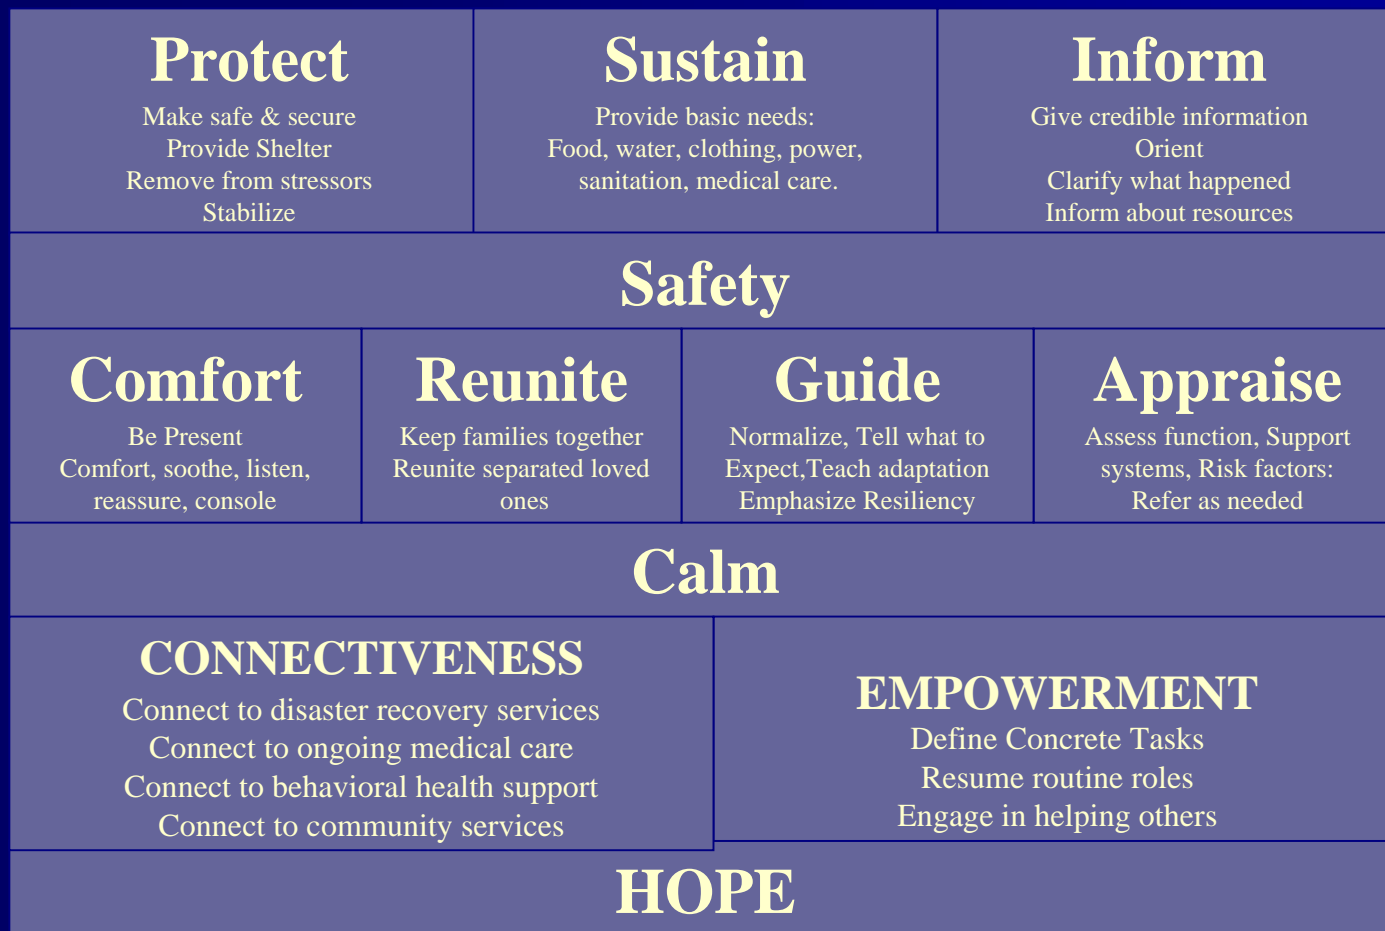 Protect
Make safe & secure
Provide Shelter
Remove from stressors
Stabilize
Sustain
Provide basic needs:
Food, water, clothing, power,
sanitation, medical care.
Inform
Give credible information
Orient
Clarify what happened
Inform about resources
Safety
Comfort
Be Present
Comfort, soothe, listen,
reassure, console
Reunite
Keep families together
Reunite separated loved
ones
Guide
Normalize, Tell what to
Expect,Teach adaptation
Emphasize Resiliency
Appraise
Assess function, Support
systems, Risk factors:
Refer as needed
Calm
CONNECTIVENESS
Connect to disaster recovery services
Connect to ongoing medical care
Connect to behavioral health support
Connect to community services
EMPOWERMENT
Define Concrete Tasks
Resume routine roles
Engage in helping others
HOPE